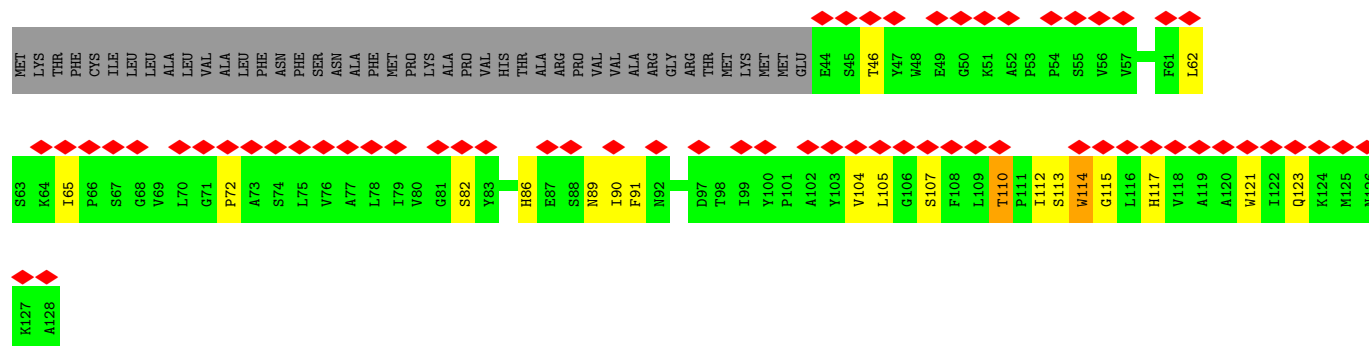 MET LYS THR PHE CYS ILE LEU LEU ALA LEU VAL ALA LEU PHE ASN PHE SER ASN ALA PHE MET PRO LYS ALA PRO VAL HIS THR ALA ARG PRO VAL VAL ALA ARG GLY ARG THR MET LYS MET MET GLU E44 S45 T46 Y47 W48 E49 G50 K51 A52 P53 P54 S55 V56 V57 F61 L62
S63 K64 I65 P66 S67 G68 V69 L70 G71 P72 A73 S74 L75 V76 A77 L78 I79 V80 G81 S82 Y83 H86 E87 S88 N89 I90 F91 N92 D97 T98 I99 Y100 P101 A102 Y103 V104 L105 G106 S107 F108 L109 T110 P111 I112 S113 W114 G115 L116 H117 V118 A119 A120 W121 I122 Q123 K124 M125 N126
K127 A128